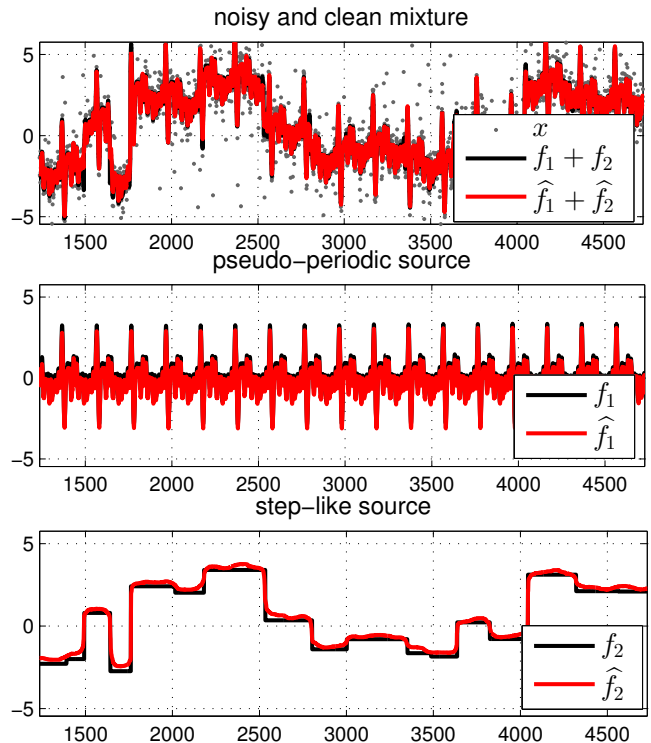 noisy and clean mixture
5
0
−5
x
f₁ + f₂
f̂₁ + f̂₂
1500 2000 2500 3000 3500 4000 4500
pseudo−periodic source
5
0
−5
f₁
f̂₁
1500 2000 2500 3000 3500 4000 4500
step−like source
5
0
−5
f₂
f̂₂
1500 2000 2500 3000 3500 4000 4500